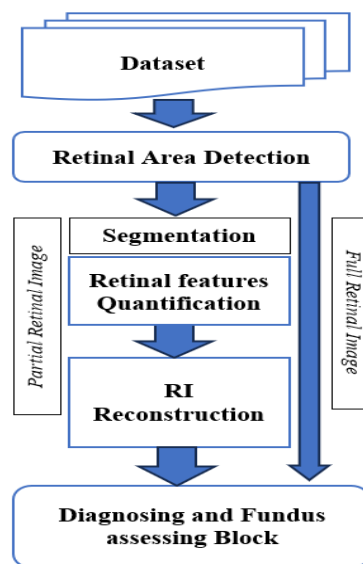 Dataset
Retinal Area Detection
Partial Retinal Image
Segmentation
Retinal features
Quantification
Full Retinal Image
RI
Reconstruction
Diagnosing and Fundus
assessing Block